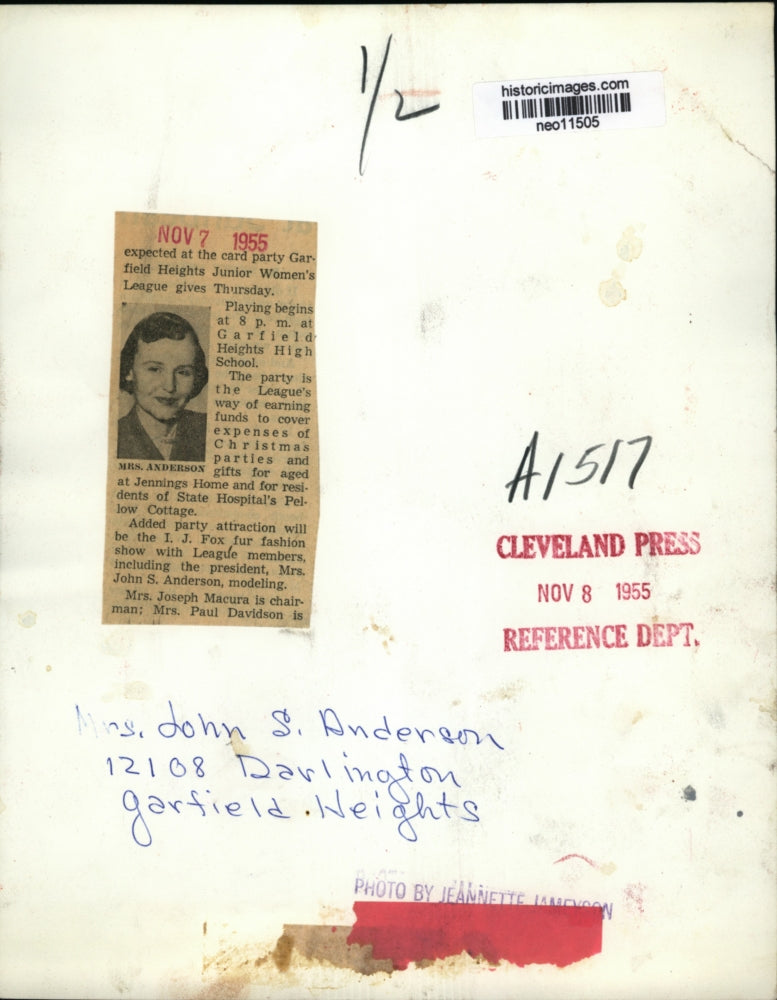 1/2
historicimages.com
neo11505
NOV 7 1955
expected at the card party Gar-
field Heights Junior Women's
League gives Thursday.
Playing begins
at 8 p. m. at
Garfield
Heights High
School.
The party is
the League's
way of earning
funds to cover
expenses of
Christmas
parties and
MRS. ANDERSON
gifts for aged
at Jennings Home and for resi-
dents of State Hospital's Pel-
low Cottage.
Added party attraction will
be the I. J. Fox fur fashion
show with League members,
including the president, Mrs.
John S. Anderson, modeling.
Mrs. Joseph Macura is chair-
man; Mrs. Paul Davidson is
A1517
CLEVELAND PRESS
NOV 8 1955
REFERENCE DEPT.
Mrs. John S. Anderson
12108 Darlington
Garfield Heights
PHOTO BY JEANNETTE